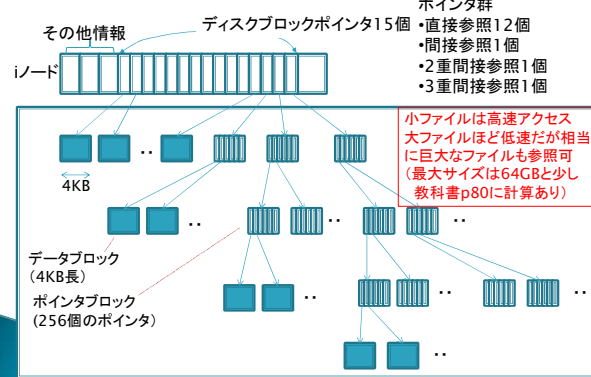 ポインタ群
その他情報
ディスクブロックポインタ15個
•直接参照12個
•間接参照1個
•2重間接参照1個
•3重間接参照1個
iノード
小ファイルは高速アクセス
大ファイルほど低速だが相当
に巨大なファイルも参照可
(最大サイズは64GBと少し
教科書p80に計算あり)
‥
4KB
‥
‥
‥
データブロック
(4KB長)
ポインタブロック
(256個のポインタ)
‥
‥
‥
‥